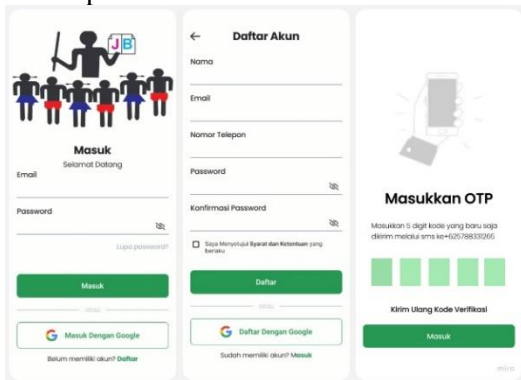 JB
Masuk
Selamat Datang
Email
Password
Lupa password?
Masuk
atau
Masuk Dengan Google
Belum memiliki akun? Daftar
Daftar Akun
Nama
Email
Nomor Telepon
Password
Konfirmasi Password
Saya Menyetujui Syarat dan Ketentuan yang
berlaku
Daftar
atau
Daftar Dengan Google
Sudah memiliki akun? Masuk
Masukkan OTP
Masukkan 5 digit kode yang baru saja
dikirim melalui sms ke+625788331265
Kirim Ulang Kode Verifikasi
Masuk
miro